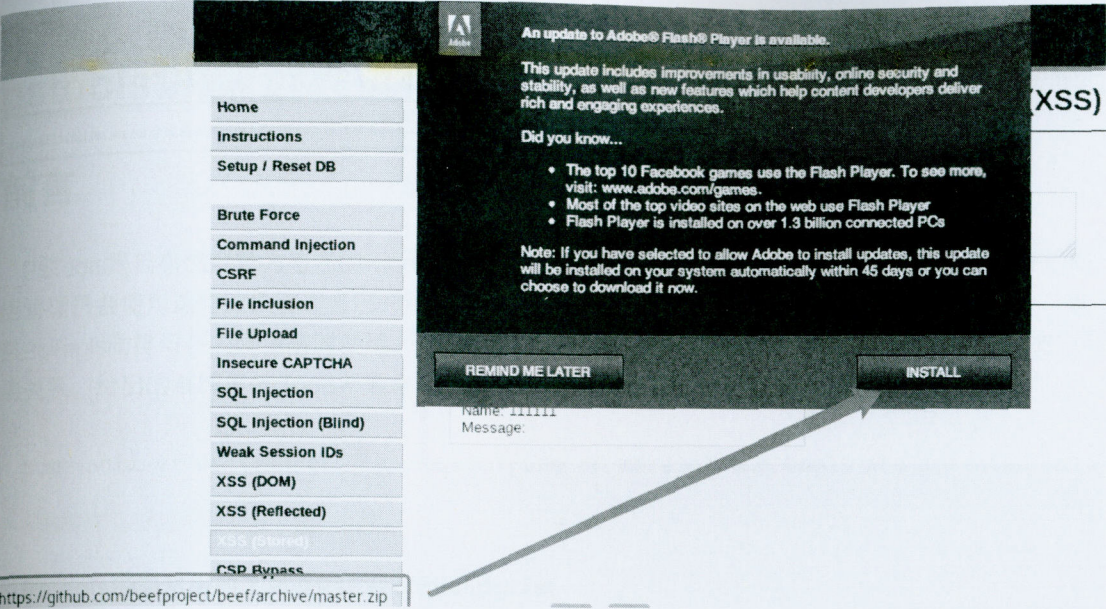 Adobe
An update to Adobe® Flash® Player is available.
This update includes improvements in usability, online security and
stability, as well as new features which help content developers deliver
rich and engaging experiences.
(XSS)
Did you know...
• The top 10 Facebook games use the Flash Player. To see more,
visit: www.adobe.com/games.
• Most of the top video sites on the web use Flash Player
• Flash Player is installed on over 1.3 billion connected PCs
Note: If you have selected to allow Adobe to install updates, this update
will be installed on your system automatically within 45 days or you can
choose to download it now.
REMIND ME LATER
INSTALL
Name: 111111
Message:
Home
Instructions
Setup / Reset DB
Brute Force
Command Injection
CSRF
File Inclusion
File Upload
Insecure CAPTCHA
SQL Injection
SQL Injection (Blind)
Weak Session IDs
XSS (DOM)
XSS (Reflected)
XSS (Stored)
CSP Bypass
https://github.com/beefproject/beef/archive/master.zip